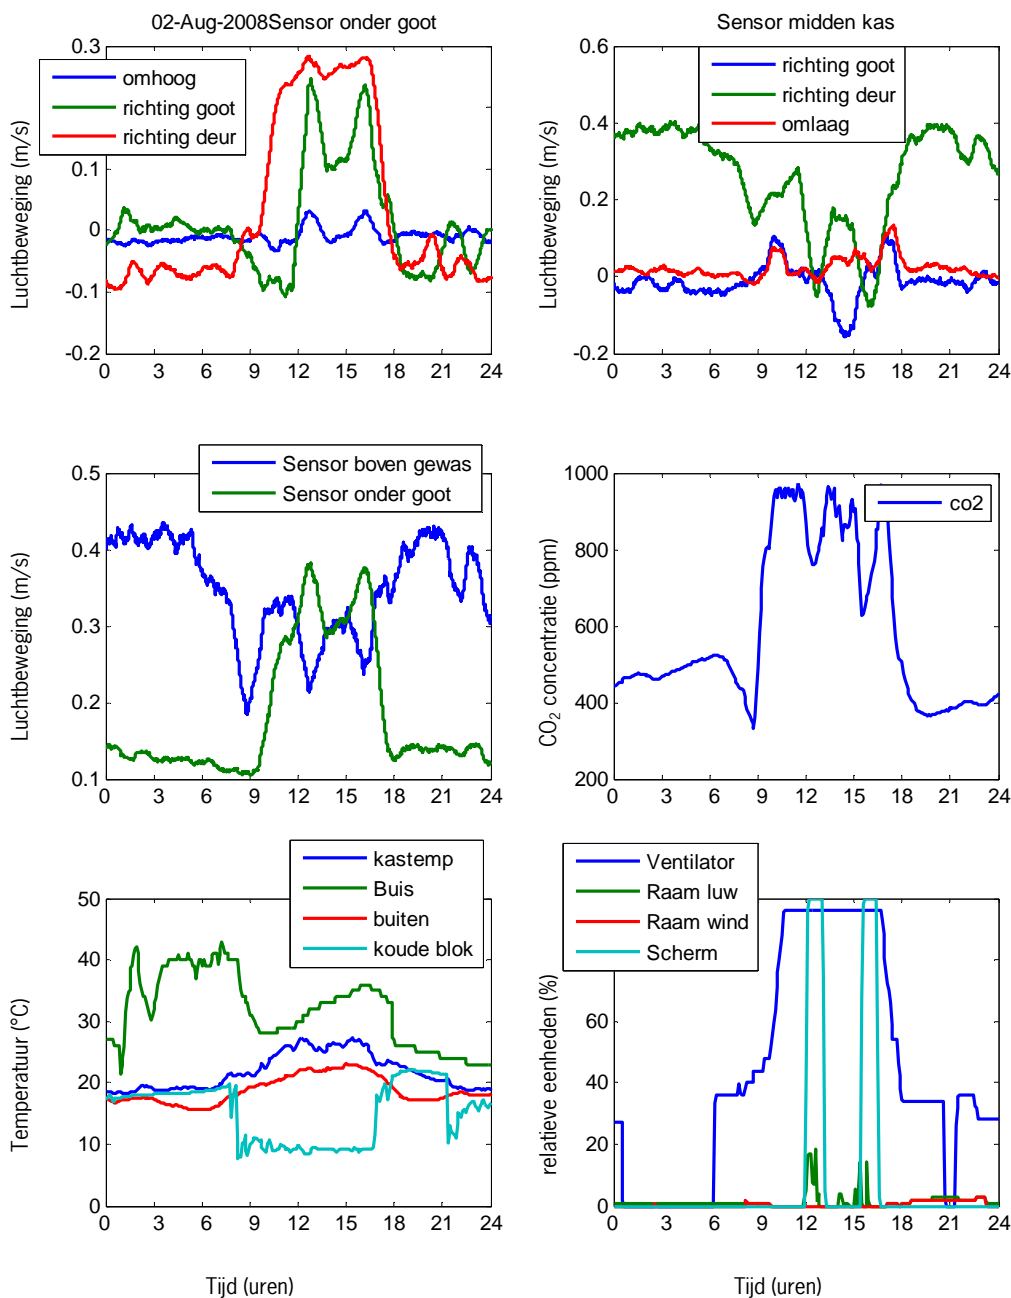 02-Aug-2008Sensor onder goot
Luchtbeweging (m/s)
0.3
0.2
0.1
0
-0.1
-0.2
omhoog
richting goot
richting deur
0 3 6 9 12 15 18 21 24
Sensor midden kas
Luchtbeweging (m/s)
0.6
0.4
0.2
0
-0.2
richting goot
richting deur
omlaag
0 3 6 9 12 15 18 21 24
Luchtbeweging (m/s)
0.5
0.4
0.3
0.2
0.1
Sensor boven gewas
Sensor onder goot
0 3 6 9 12 15 18 21 24
CO2 concentratie (ppm)
1000
800
600
400
200
co2
0 3 6 9 12 15 18 21 24
Temperatuur (°C)
50
40
30
20
10
0
kastemp
Buis
buiten
koude blok
0 3 6 9 12 15 18 21 24
Tijd (uren)
relatieve eenheden (%)
80
60
40
20
0
Ventilator
Raam luw
Raam wind
Scherm
0 3 6 9 12 15 18 21 24
Tijd (uren)